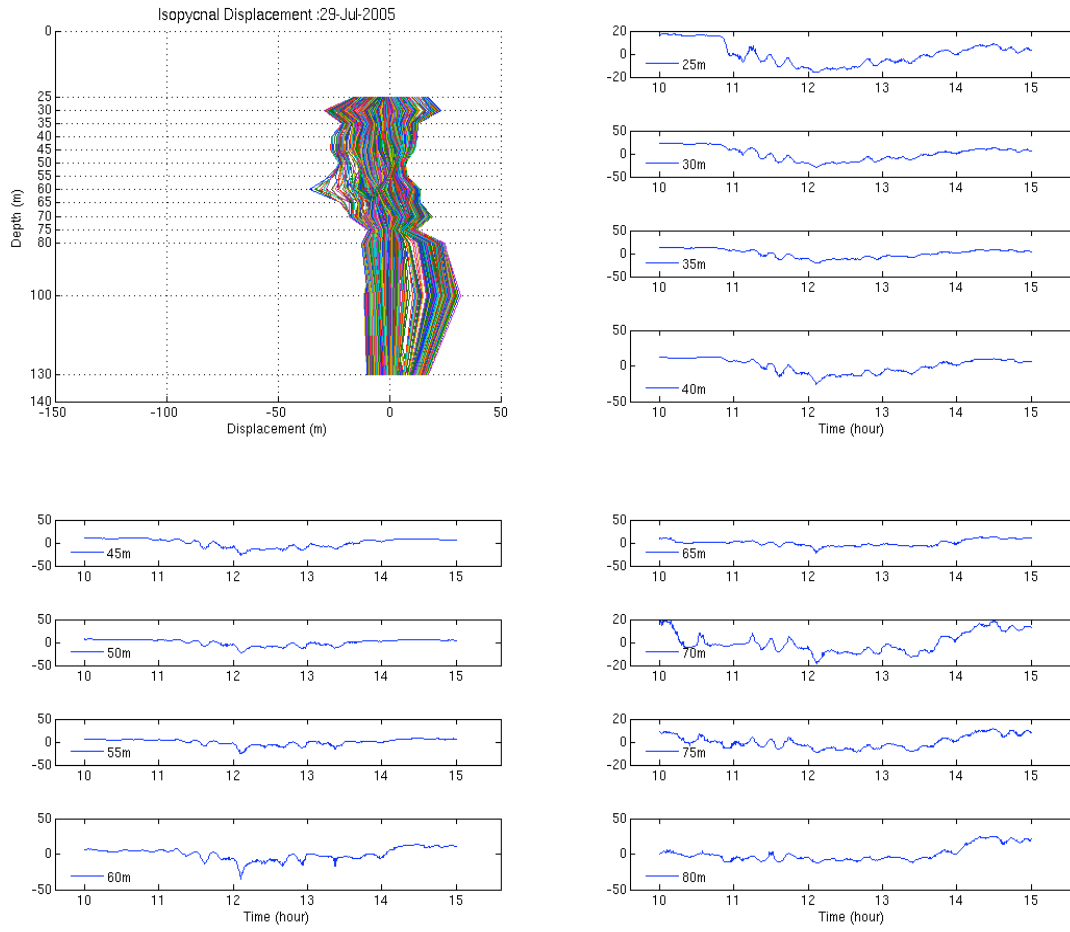 Isopycnal Displacement :29-Jul-2005
0
25
30
35
40
45
50
55
60
65
70
75
80
100
130
140
Depth (m)
-150 -100 -50 0 50
Displacement (m)
20
0
-20
25m
10 11 12 13 14 15
50
0
-50
30m
10 11 12 13 14 15
50
0
-50
35m
10 11 12 13 14 15
50
0
-50
40m
10 11 12 13 14 15
Time (hour)
50
0
-50
45m
10 11 12 13 14 15
50
0
-50
50m
10 11 12 13 14 15
50
0
-50
55m
10 11 12 13 14 15
50
0
-50
60m
10 11 12 13 14 15
Time (hour)
50
0
-50
65m
10 11 12 13 14 15
20
0
-20
70m
10 11 12 13 14 15
20
0
-20
75m
10 11 12 13 14 15
50
0
-50
80m
10 11 12 13 14 15
Time (hour)